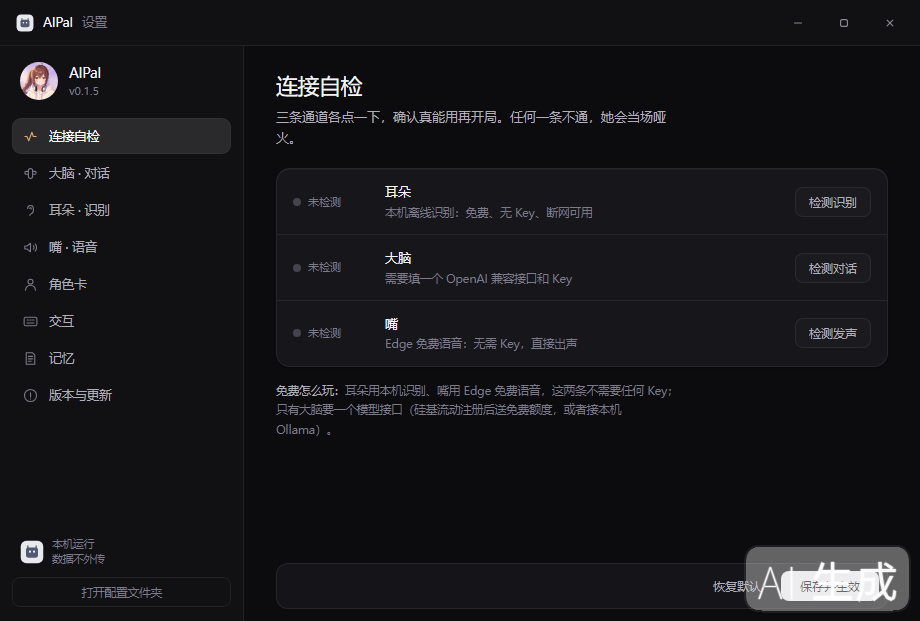 AIPal 设置
AIPal
v0.1.5
连接自检
大脑 · 对话
耳朵 · 识别
嘴 · 语音
角色卡
交互
记忆
版本与更新
本机运行
数据不外传
打开配置文件夹
连接自检
三条通道各点一下，确认真能用再开局。任何一条不通，她会当场哑
火。
未检测
耳朵
本机离线识别：免费、无 Key、断网可用
检测识别
未检测
大脑
需要填一个 OpenAI 兼容接口和 Key
检测对话
未检测
嘴
Edge 免费语音：无需 Key，直接出声
检测发声
免费怎么玩：耳朵用本机识别、嘴用 Edge 免费语音，这两条不需要任何 Key；
只有大脑要一个模型接口（硅基流动注册后送免费额度，或者接本机
Ollama）。
恢复默认
保存并生效
AI 生成